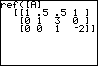 ref([A])
[[1 .5 .5 1 ]
[0 1 3 0 ]
[0 0 1 -2]]